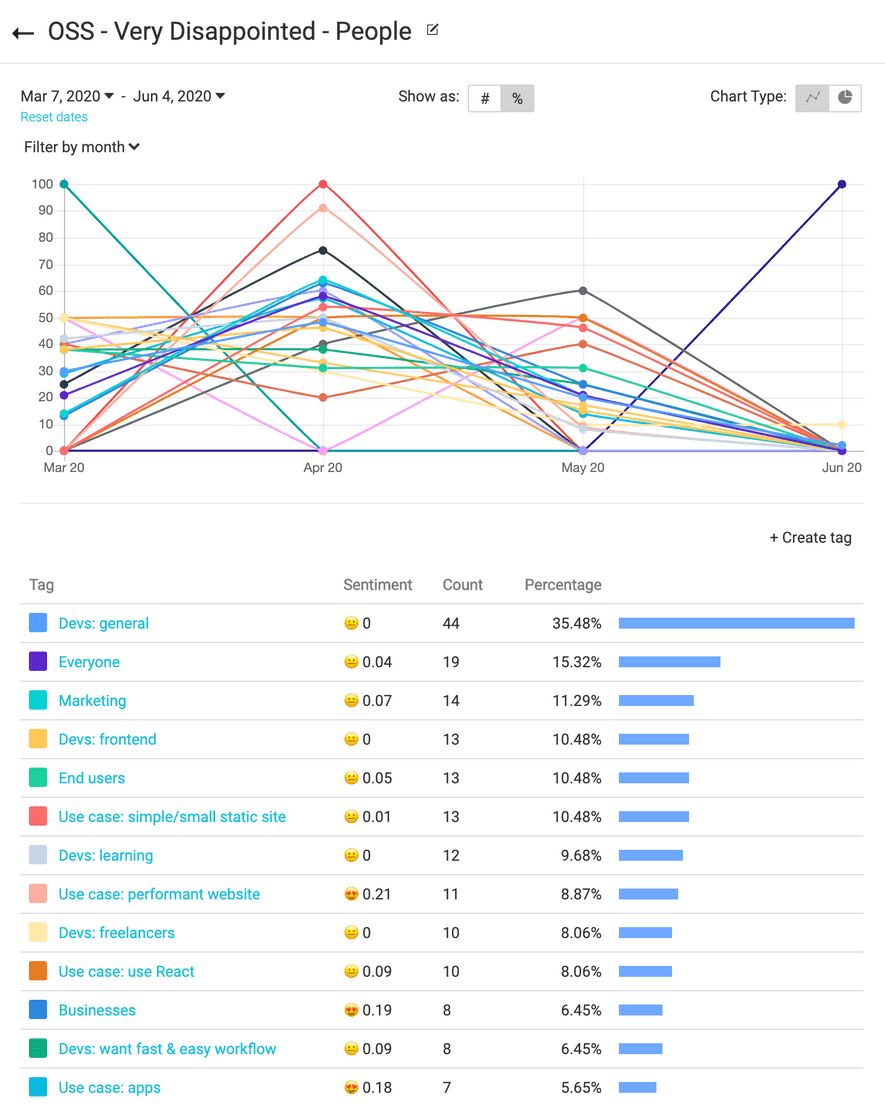 OSS - Very Disappointed - People
Mar 7, 2020 - Jun 4, 2020
Show as: # %
Chart Type:
Reset dates
Filter by month
100
90
80
70
60
50
40
30
20
10
0
Mar 20 Apr 20 May 20 Jun 20
+ Create tag
Tag Sentiment Count Percentage
Devs: general 0 44 35.48%
Everyone 0.04 19 15.32%
Marketing 0.07 14 11.29%
Devs: frontend 0 13 10.48%
End users 0.05 13 10.48%
Use case: simple/small static site 0.01 13 10.48%
Devs: learning 0 12 9.68%
Use case: performant website 0.21 11 8.87%
Devs: freelancers 0 10 8.06%
Use case: use React 0.09 10 8.06%
Businesses 0.19 8 6.45%
Devs: want fast & easy workflow 0.09 8 6.45%
Use case: apps 0.18 7 5.65%